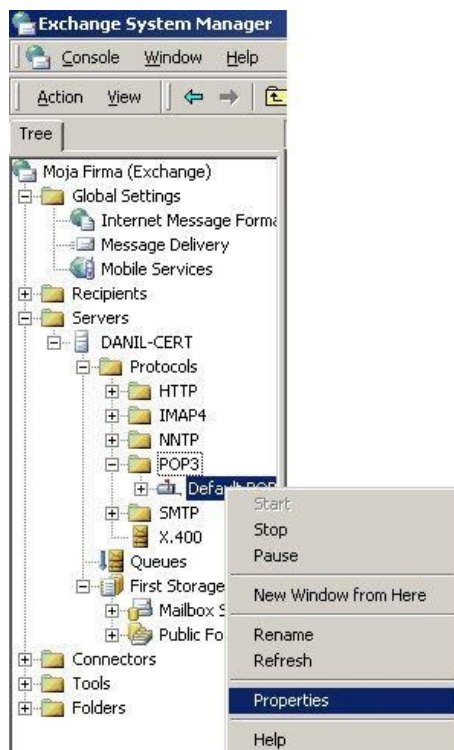 Exchange System Manager
Console Window Help
Action View
Tree
Moja Firma (Exchange)
Global Settings
Internet Message Forma
Message Delivery
Mobile Services
Recipients
Servers
DANIL-CERT
Protocols
HTTP
IMAP4
NNTP
POP3
Default POP
SMTP
X.400
Queues
First Storage
Mailbox S
Public Fo
Connectors
Tools
Folders
Start
Stop
Pause
New Window from Here
Rename
Refresh
Properties
Help